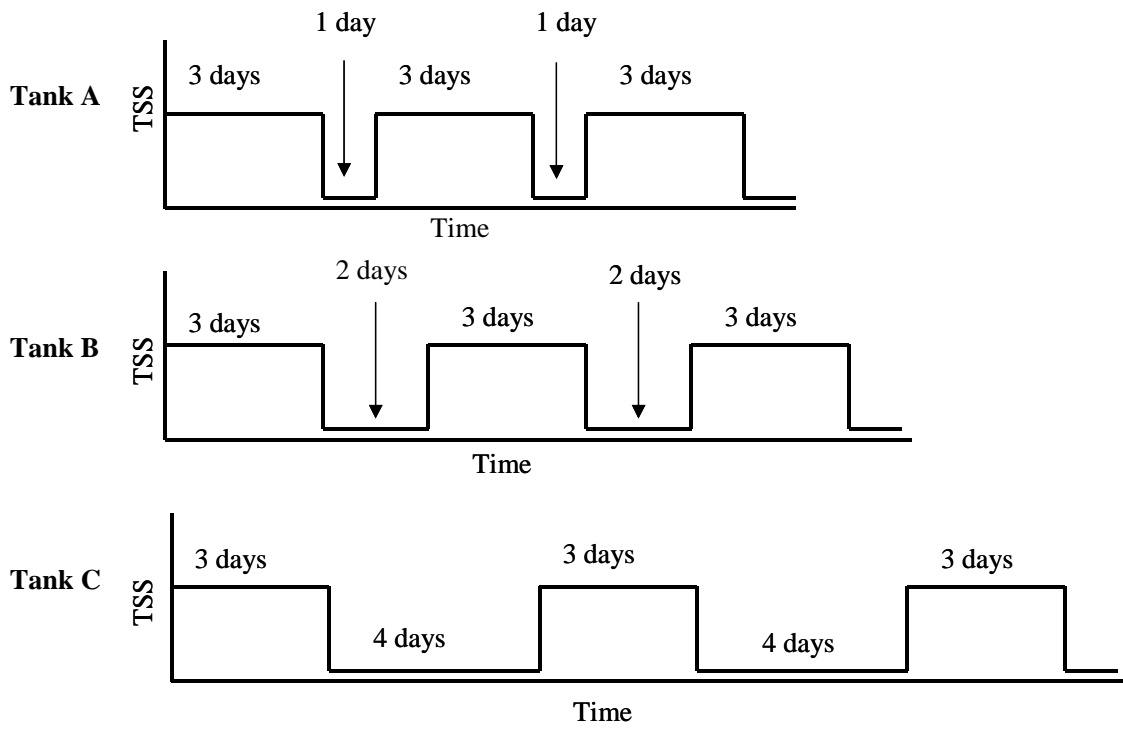 1 day
1 day
3 days
3 days
3 days
Tank A
TSS
Time
2 days
2 days
3 days
3 days
3 days
Tank B
TSS
Time
3 days
3 days
3 days
Tank C
TSS
4 days
4 days
Time